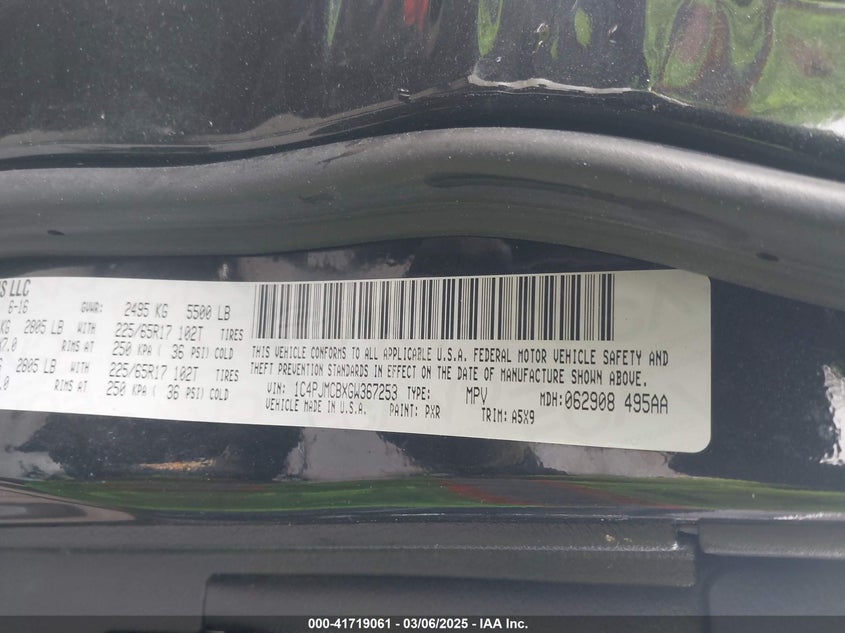 S LLC
6-16 GVWR: 2495 KG 5500 LB
KG 2805 LB WITH 225/65R17 102T TIRES
X7.0 RIMS AT 250 KPA ( 36 PSI) COLD
G 2805 LB WITH 225/65R17 102T TIRES
.0 RIMS AT 250 KPA ( 36 PSI) COLD
THIS VEHICLE CONFORMS TO ALL APPLICABLE U.S.A. FEDERAL MOTOR VEHICLE SAFETY AND
THEFT PREVENTION STANDARDS IN EFFECT ON THE DATE OF MANUFACTURE SHOWN ABOVE.
VIN: 1C4PJMCBXGW367253 TYPE: MPV MDH: 062908 495AA
VEHICLE MADE IN U.S.A. PAINT: PXR TRIM: A5X9
000-41719061 - 03/06/2025 - IAA Inc.